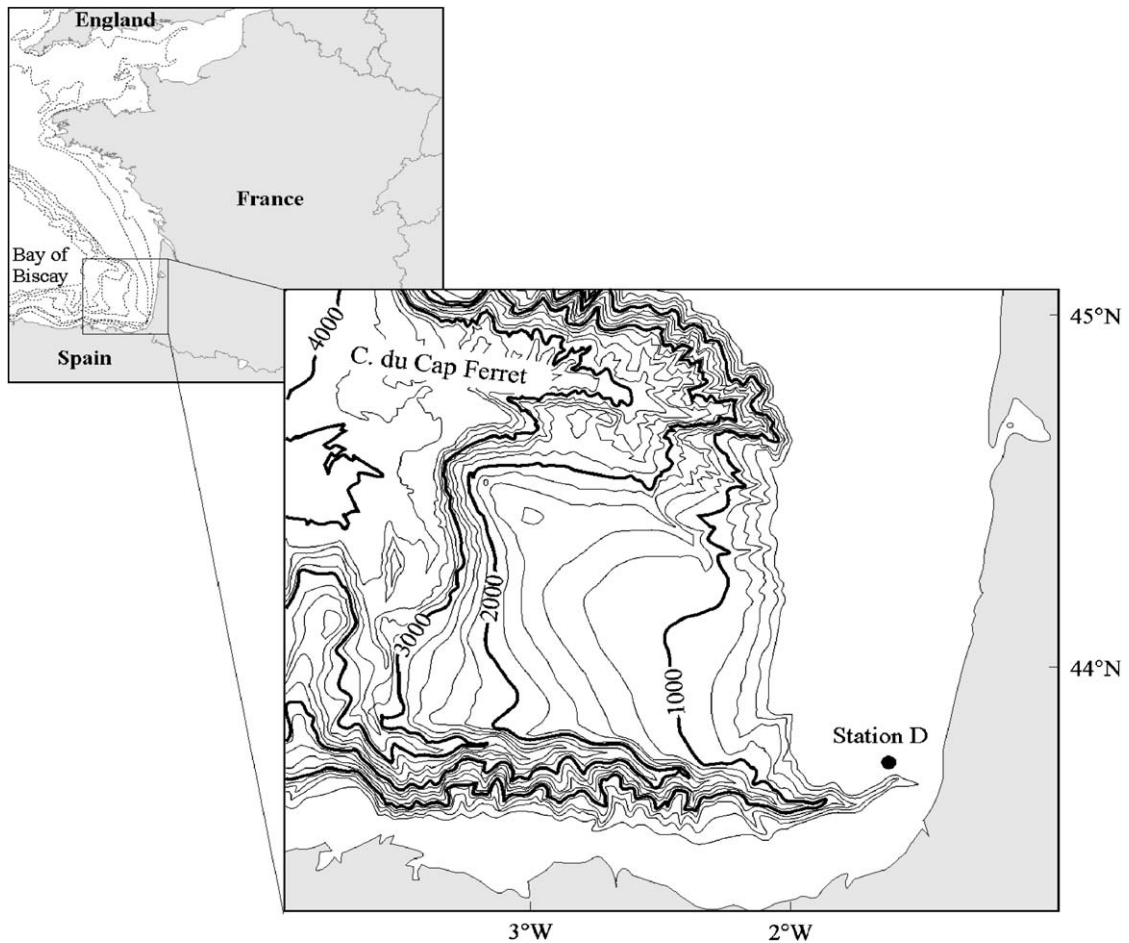 England
France
Bay of
Biscay
Spain
4000
C. du Cap Ferret
45°N
3000
2000
1000
44°N
Station D
3°W
2°W